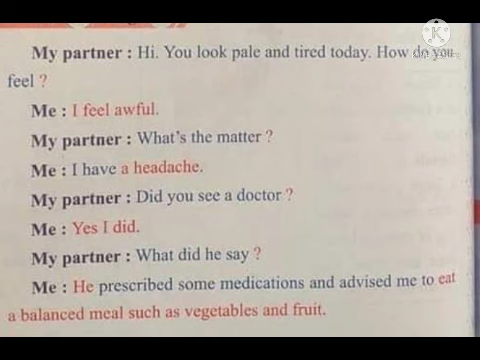 My partner : Hi. You look pale and tired today. How do you
feel ?
Me : I feel awful.
My partner : What's the matter ?
Me : I have a headache.
My partner : Did you see a doctor ?
Me : Yes I did.
My partner : What did he say ?
Me : He prescribed some medications and advised me to eat
a balanced meal such as vegetables and fruit.